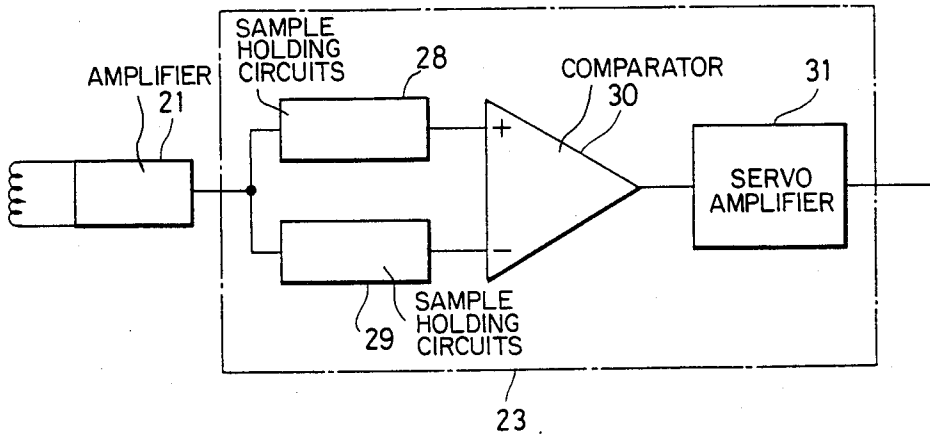 SAMPLE
HOLDING
CIRCUITS
28
AMPLIFIER
21
COMPARATOR
30
31
+
SERVO
AMPLIFIER
−
29
SAMPLE
HOLDING
CIRCUITS
23